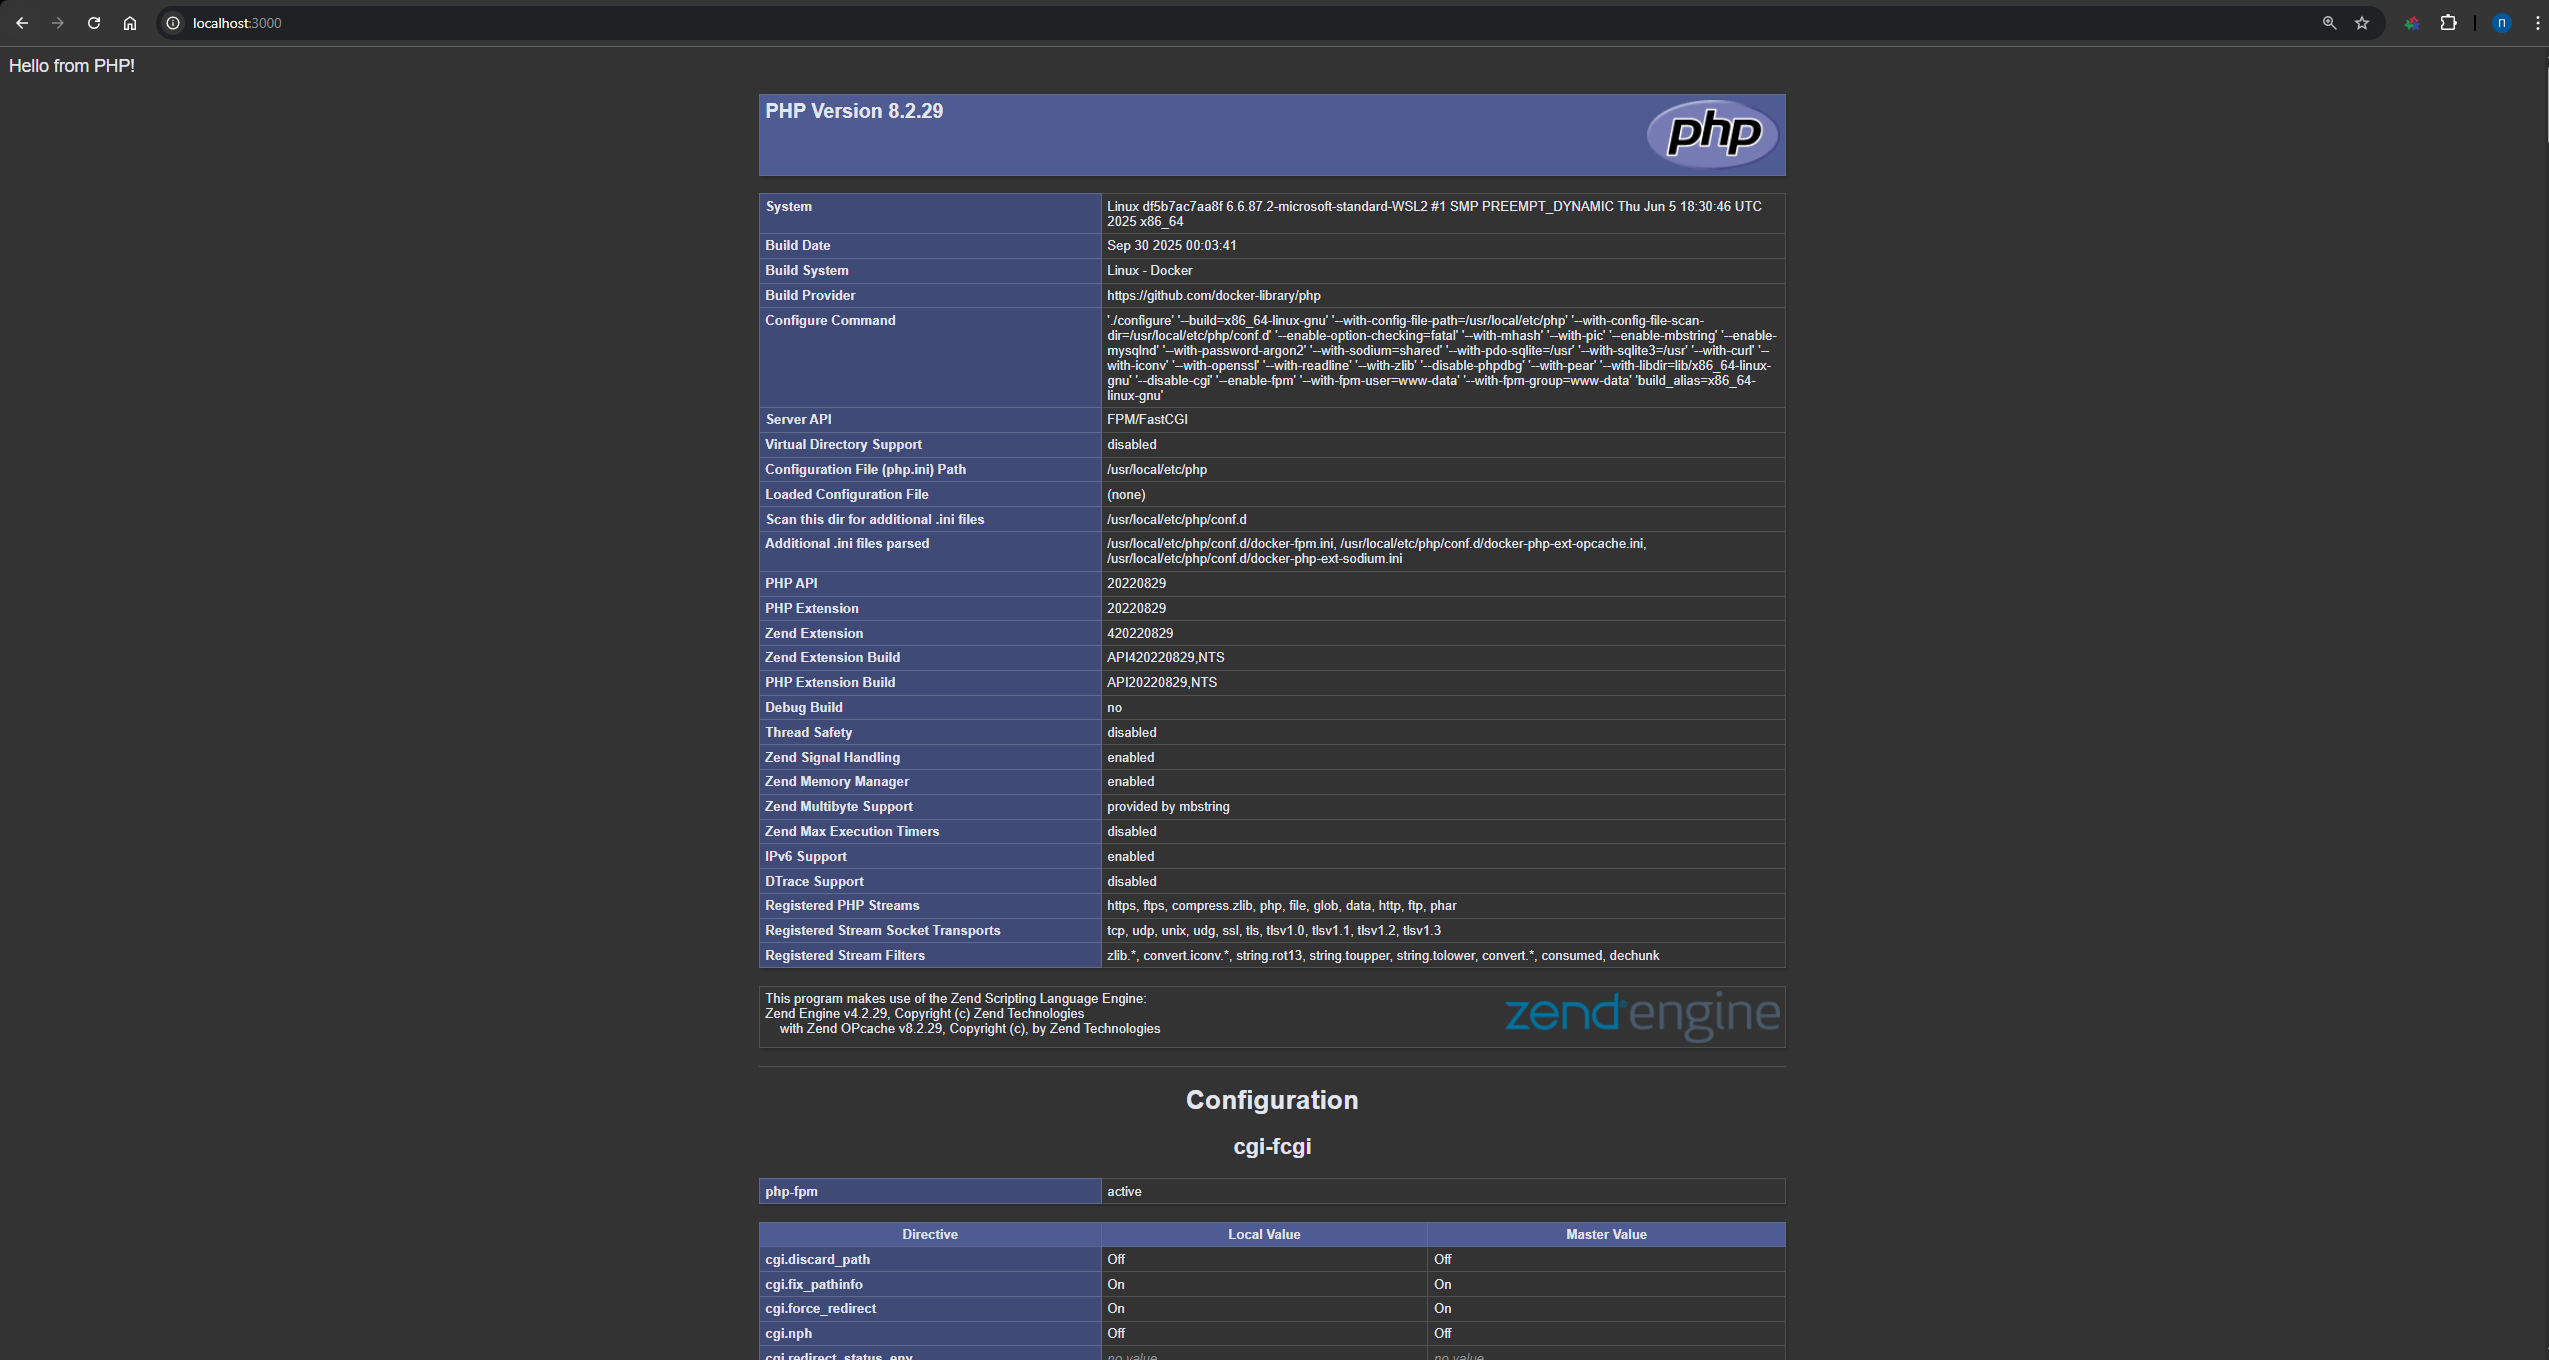 localhost:3000
П
Hello from PHP!
PHP Version 8.2.29
php
System
Linux df5b7ac7aa8f 6.6.87.2-microsoft-standard-WSL2 #1 SMP PREEMPT_DYNAMIC Thu Jun 5 18:30:46 UTC
2025 x86_64
Build Date
Sep 30 2025 00:03:41
Build System
Linux - Docker
Build Provider
https://github.com/docker-library/php
Configure Command
'./configure' '--build=x86_64-linux-gnu' '--with-config-file-path=/usr/local/etc/php' '--with-config-file-scan-
dir=/usr/local/etc/php/conf.d' '--enable-option-checking=fatal' '--with-mhash' '--with-pic' '--enable-mbstring' '--enable-
mysqlnd' '--with-password-argon2' '--with-sodium=shared' '--with-pdo-sqlite=/usr' '--with-sqlite3=/usr' '--with-curl' '--
with-iconv' '--with-openssl' '--with-readline' '--with-zlib' '--disable-phpdbg' '--with-pear' '--with-libdir=lib/x86_64-linux-
gnu' '--disable-cgi' '--enable-fpm' '--with-fpm-user=www-data' '--with-fpm-group=www-data' 'build_alias=x86_64-
linux-gnu'
Server API
FPM/FastCGI
Virtual Directory Support
disabled
Configuration File (php.ini) Path
/usr/local/etc/php
Loaded Configuration File
(none)
Scan this dir for additional .ini files
/usr/local/etc/php/conf.d
Additional .ini files parsed
/usr/local/etc/php/conf.d/docker-fpm.ini, /usr/local/etc/php/conf.d/docker-php-ext-opcache.ini,
/usr/local/etc/php/conf.d/docker-php-ext-sodium.ini
PHP API
20220829
PHP Extension
20220829
Zend Extension
420220829
Zend Extension Build
API420220829,NTS
PHP Extension Build
API20220829,NTS
Debug Build
no
Thread Safety
disabled
Zend Signal Handling
enabled
Zend Memory Manager
enabled
Zend Multibyte Support
provided by mbstring
Zend Max Execution Timers
disabled
IPv6 Support
enabled
DTrace Support
disabled
Registered PHP Streams
https, ftps, compress.zlib, php, file, glob, data, http, ftp, phar
Registered Stream Socket Transports
tcp, udp, unix, udg, ssl, tls, tlsv1.0, tlsv1.1, tlsv1.2, tlsv1.3
Registered Stream Filters
zlib.*, convert.iconv.*, string.rot13, string.toupper, string.tolower, convert.*, consumed, dechunk
This program makes use of the Zend Scripting Language Engine:
Zend Engine v4.2.29, Copyright (c) Zend Technologies
with Zend OPcache v8.2.29, Copyright (c), by Zend Technologies
zend engine
Configuration
cgi-fcgi
php-fpm
active
Directive
Local Value
Master Value
cgi.discard_path
Off
Off
cgi.fix_pathinfo
On
On
cgi.force_redirect
On
On
cgi.nph
Off
Off
cgi.redirect_status_env
no value
no value